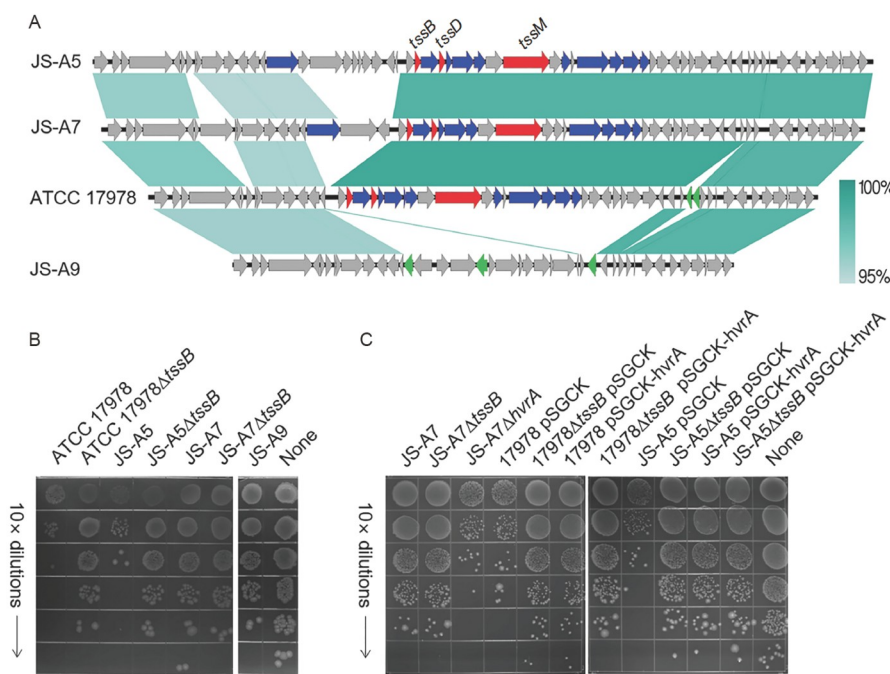 A
tssB
tssD
tssM
JS-A5
JS-A7
ATCC 17978
JS-A9
100%
95%
B
ATCC 17978
ATCC 17978ΔtssB
JS-A5
JS-A5ΔtssB
JS-A7
JS-A7ΔtssB
JS-A9
None
10× dilutions
C
JS-A7
JS-A7ΔtssB
JS-A7ΔhvrA
17978 pSGCK
17978ΔtssB pSGCK
17978 pSGCK-hvrA
17978ΔtssB pSGCK-hvrA
JS-A5 pSGCK
JS-A5ΔtssB pSGCK
JS-A5 pSGCK-hvrA
JS-A5ΔtssB pSGCK-hvrA
None
10× dilutions